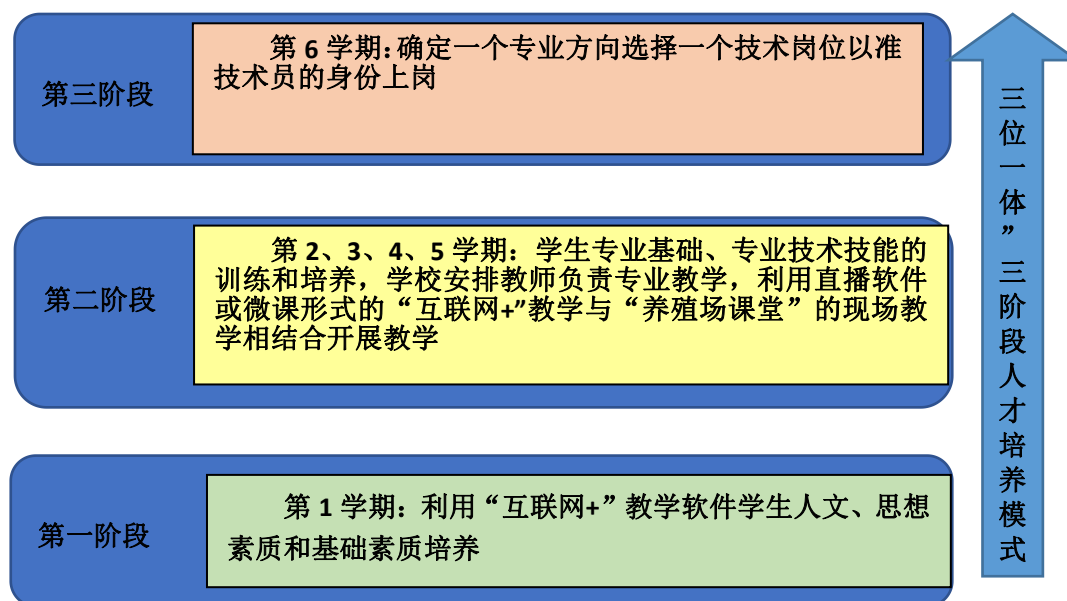 第三阶段
第 6 学期：确定一个专业方向选择一个技术岗位以准
技术员的身份上岗
第二阶段
第 2、3、4、5 学期：学生专业基础、专业技术技能的
训练和培养，学校安排教师负责专业教学，利用直播软件
或微课形式的“互联网+”教学与“养殖场课堂”的现场教
学相结合开展教学
第一阶段
第 1 学期：利用“互联网+”教学软件学生人文、思想
素质和基础素质培养
三位一体”三阶段人才培养模式